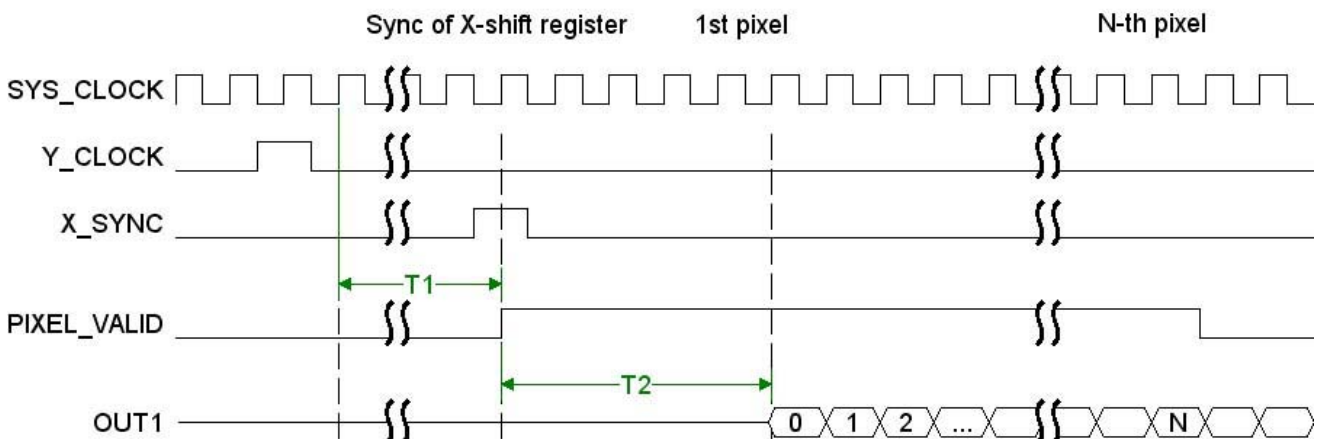 Sync of X-shift register 1st pixel N-th pixel
SYS_CLOCK
Y_CLOCK
X_SYNC
T1
PIXEL_VALID
T2
OUT1 0 1 2 ... N